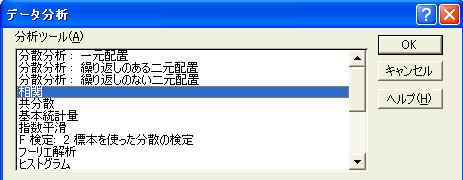 データ分析
分析ツール(A)
分散分析： 一元配置
分散分析： 繰り返しのある二元配置
分散分析： 繰り返しのない二元配置
相関
共分散
基本統計量
指数平滑
F 検定: 2 標本を使った分散の検定
フーリエ解析
ヒストグラム
OK
キャンセル
ヘルプ(H)